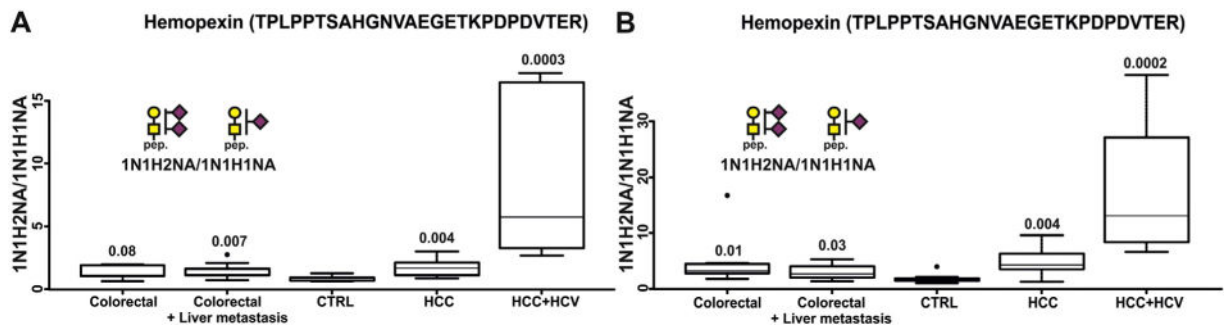 A
Hemopexin (TPLPPTSAHGNVAEGETKPDPDVTER)
1N1H2NA/1N1H1NA
15
10
5
0
pep.
pep.
1N1H2NA/1N1H1NA
0.08
0.007
0.004
0.0003
Colorectal
Colorectal
+ Liver metastasis
CTRL
HCC
HCC+HCV
B
Hemopexin (TPLPPTSAHGNVAEGETKPDPDVTER)
1N1H2NA/1N1H1NA
30
20
10
0
pep.
pep.
1N1H2NA/1N1H1NA
0.01
0.03
0.004
0.0002
Colorectal
Colorectal
+ Liver metastasis
CTRL
HCC
HCC+HCV